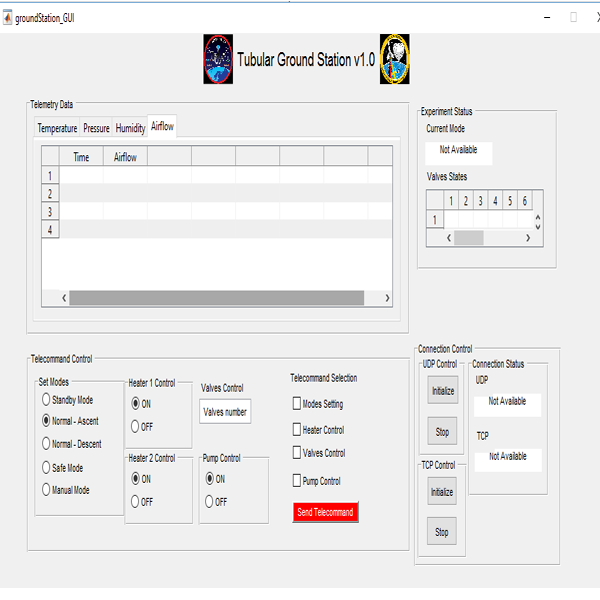 groundStation_GUI
Tubular Ground Station v1.0
Telemetry Data
Temperature Pressure Humidity Airflow
Time Airflow
1
2
3
4
Experiment Status
Current Mode
Not Available
Valves States
1 2 3 4 5 6
1
Telecommand Control
Set Modes
Standby Mode
Normal - Ascent
Normal - Descent
Safe Mode
Manual Mode
Heater 1 Control
ON
OFF
Heater 2 Control
ON
OFF
Valves Control
Valves number
Pump Control
ON
OFF
Telecommand Selection
Modes Setting
Heater Control
Valves Control
Pump Control
Send Telecommand
Connection Control
UDP Control
Initialize
Stop
TCP Control
Initialize
Stop
Connection Status
UDP
Not Available
TCP
Not Available